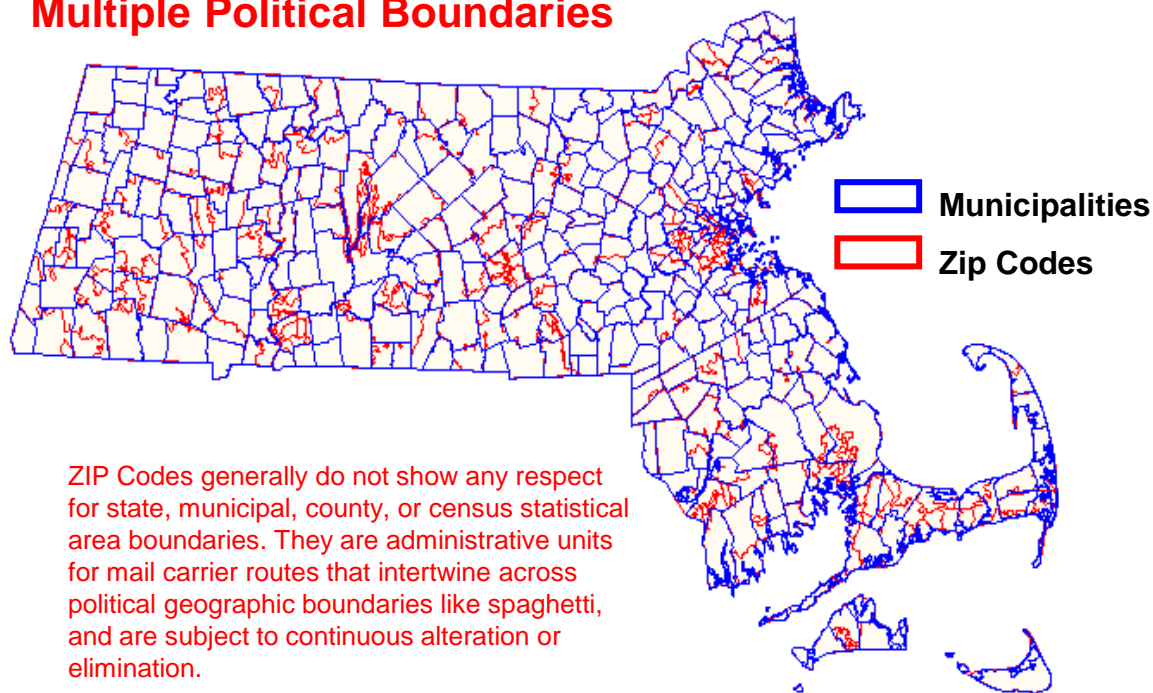 Multiple Political Boundaries
Municipalities
Zip Codes
ZIP Codes generally do not show any respect
for state, municipal, county, or census statistical
area boundaries. They are administrative units
for mail carrier routes that intertwine across
political geographic boundaries like spaghetti,
and are subject to continuous alteration or
elimination.